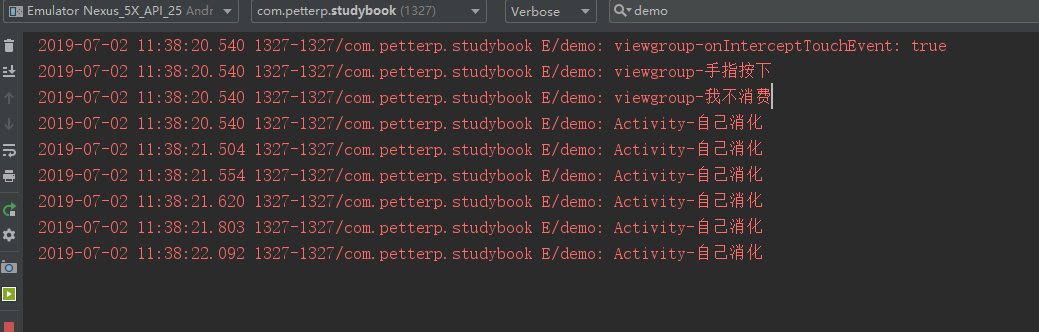 Emulator Nexus_5X_API_25 Andr com.petterp.studybook (1327) Verbose demo
2019-07-02 11:38:20.540 1327-1327/com.petterp.studybook E/demo: viewgroup-onInterceptTouchEvent: true
2019-07-02 11:38:20.540 1327-1327/com.petterp.studybook E/demo: viewgroup-手指按下
2019-07-02 11:38:20.540 1327-1327/com.petterp.studybook E/demo: viewgroup-我不消费
2019-07-02 11:38:20.540 1327-1327/com.petterp.studybook E/demo: Activity-自己消化
2019-07-02 11:38:21.504 1327-1327/com.petterp.studybook E/demo: Activity-自己消化
2019-07-02 11:38:21.554 1327-1327/com.petterp.studybook E/demo: Activity-自己消化
2019-07-02 11:38:21.620 1327-1327/com.petterp.studybook E/demo: Activity-自己消化
2019-07-02 11:38:21.803 1327-1327/com.petterp.studybook E/demo: Activity-自己消化
2019-07-02 11:38:22.092 1327-1327/com.petterp.studybook E/demo: Activity-自己消化